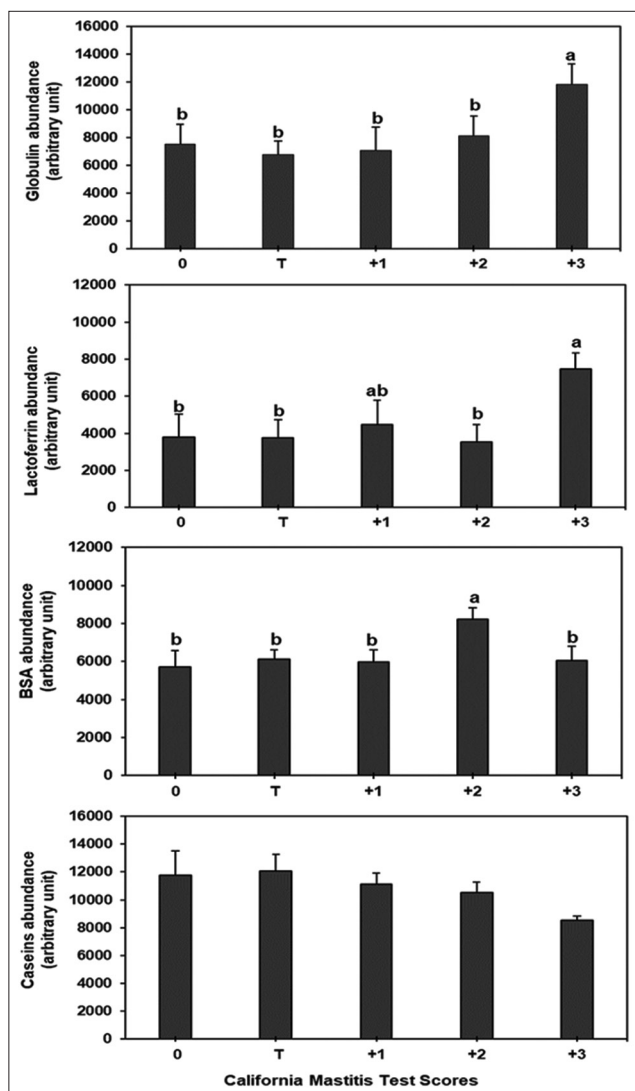 Globulin abundance
(arbitrary unit)
16000
14000
12000
10000
8000
6000
4000
2000
0
b
b
b
b
a
0 T +1 +2 +3
Lactoferrin abundanc
(arbitrary unit)
12000
10000
8000
6000
4000
2000
0
b
b
ab
b
a
0 T +1 +2 +3
BSA abundance
(arbitrary unit)
12000
10000
8000
6000
4000
2000
0
b
b
b
a
b
0 T +1 +2 +3
Caseins abundance
(arbitrary unit)
16000
14000
12000
10000
8000
6000
4000
2000
0
0 T +1 +2 +3
California Mastitis Test Scores